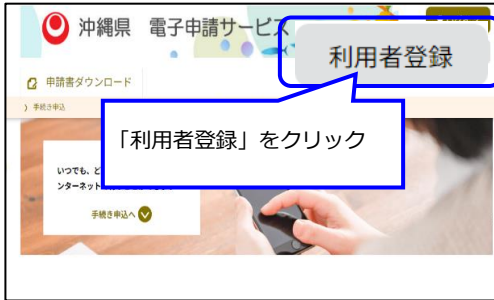 沖縄県 電子申請サービス
利用者登録
申請書ダウンロード
> 手続き申込
「利用者登録」をクリック
いつでも、ど
ンターネット
手続き申込へ